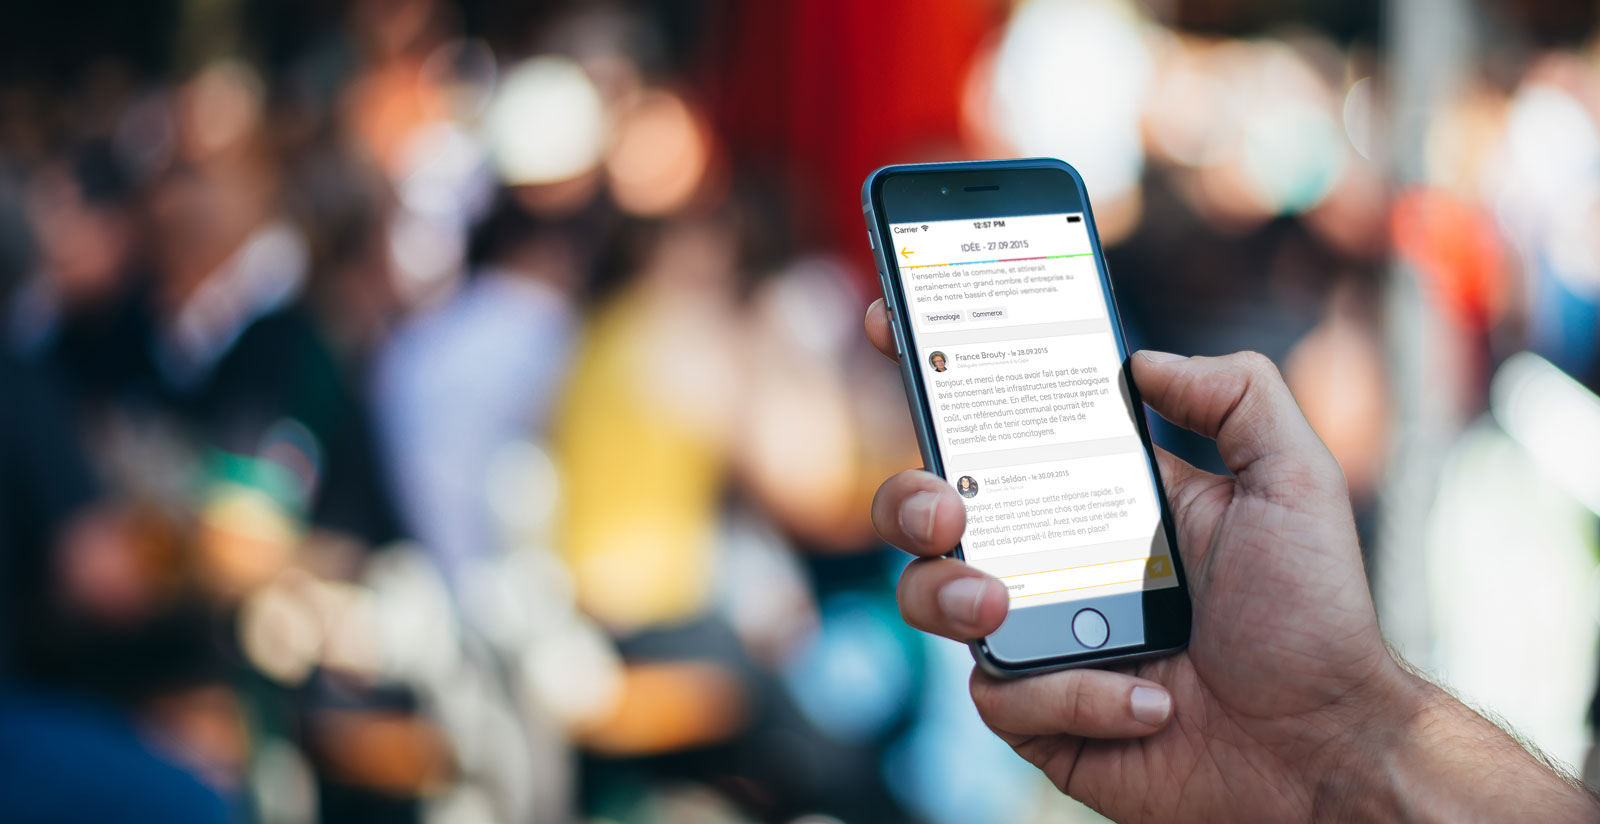 Carrier 12:57 PM
IDÉE - 27.09.2015
l'ensemble de la commune, et attirerait
certainement un grand nombre d'entreprise au
sein de notre bassin d'emploi vernonnais.
Technologie Commerce
France Brouty - le 28.09.2015
Bonjour, et merci de nous avoir fait part de votre
avis concernant les infrastructures technologiques
de notre commune. En effet, ces travaux ayant un
coût, un référendum communal pourrait être
envisagé afin de tenir compte de l'avis de
l'ensemble de nos concitoyens.
Hari Seldon - le 30.09.2015
Bonjour, et merci pour cette réponse rapide. En
effet ce serait une bonne chos que d'envisager un
référendum communal. Avez vous une idée de
quand cela pourrait-il être mis en place?
ssage